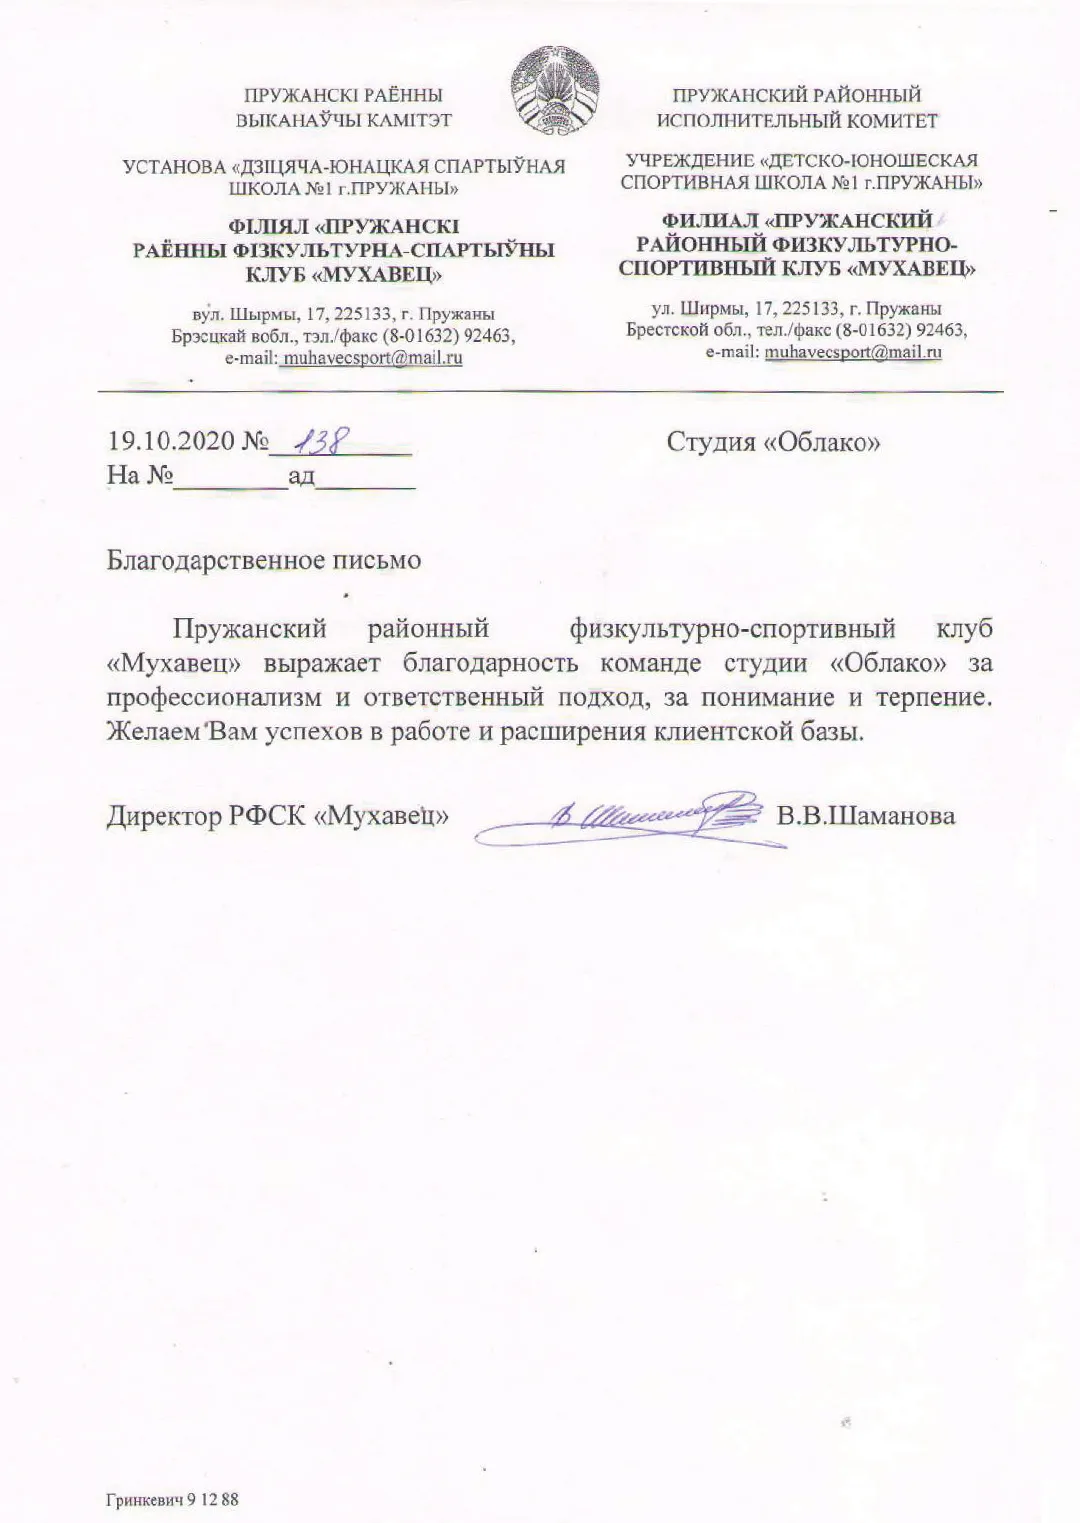 ПРУЖАНСКІ РАЁННЫ
ВЫКАНАЎЧЫ КАМІТЭТ
УСТАНОВА «ДЗІЦЯЧА-ЮНАЦКАЯ СПАРТЫЎНАЯ
ШКОЛА №1 г.ПРУЖАНЫ»
ФІЛІЯЛ «ПРУЖАНСКІ
РАЁННЫ ФІЗКУЛЬТУРНА-СПАРТЫЎНЫ
КЛУБ «МУХАВЕЦ»
вул. Шырмы, 17, 225133, г. Пружаны
Брэсцкай вобл., тэл./факс (8-01632) 92463,
e-mail: muhavecsport@mail.ru
ПРУЖАНСКИЙ РАЙОННЫЙ
ИСПОЛНИТЕЛЬНЫЙ КОМИТЕТ
УЧРЕЖДЕНИЕ «ДЕТСКО-ЮНОШЕСКАЯ
СПОРТИВНАЯ ШКОЛА №1 г.ПРУЖАНЫ»
ФИЛИАЛ «ПРУЖАНСКИЙ
РАЙОННЫЙ ФИЗКУЛЬТУРНО-
СПОРТИВНЫЙ КЛУБ «МУХАВЕЦ»
ул. Ширмы, 17, 225133, г. Пружаны
Брестской обл., тел./факс (8-01632) 92463,
e-mail: muhavecsport@mail.ru
19.10.2020 № 138
На №________ад_______
Студия «Облако»
Благодарственное письмо
Пружанский районный физкультурно-спортивный клуб
«Мухавец» выражает благодарность команде студии «Облако» за
профессионализм и ответственный подход, за понимание и терпение.
Желаем Вам успехов в работе и расширения клиентской базы.
Директор РФСК «Мухавец» В.В.Шаманова
Гринкевич 9 12 88